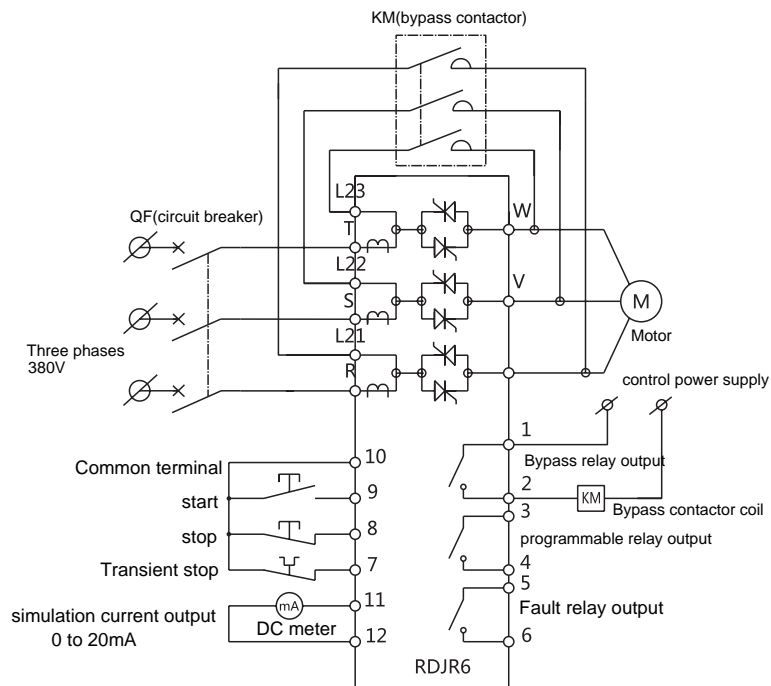 KM(bypass contactor)
L23
QF(circuit breaker)
T
W
L22
V
S
M
L21
Motor
Three phases
380V
R
control power supply
1
Common terminal
10
Bypass relay output
start
9
2
KM
Bypass contactor coil
3
stop
8
programmable relay output
Transient stop
7
4
5
simulation current output
0 to 20mA
mA
DC meter
11
12
Fault relay output
6
RDJR6